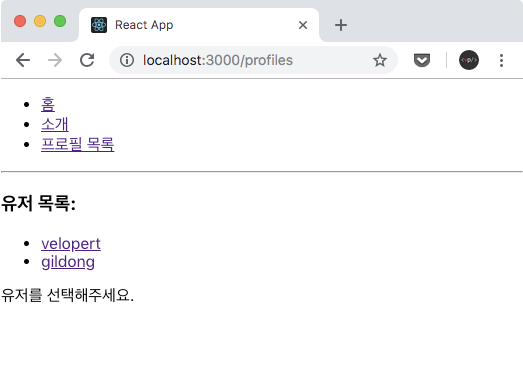 React App
localhost:3000/profiles
홈
소개
프로필 목록
유저 목록:
velopert
gildong
유저를 선택해주세요.